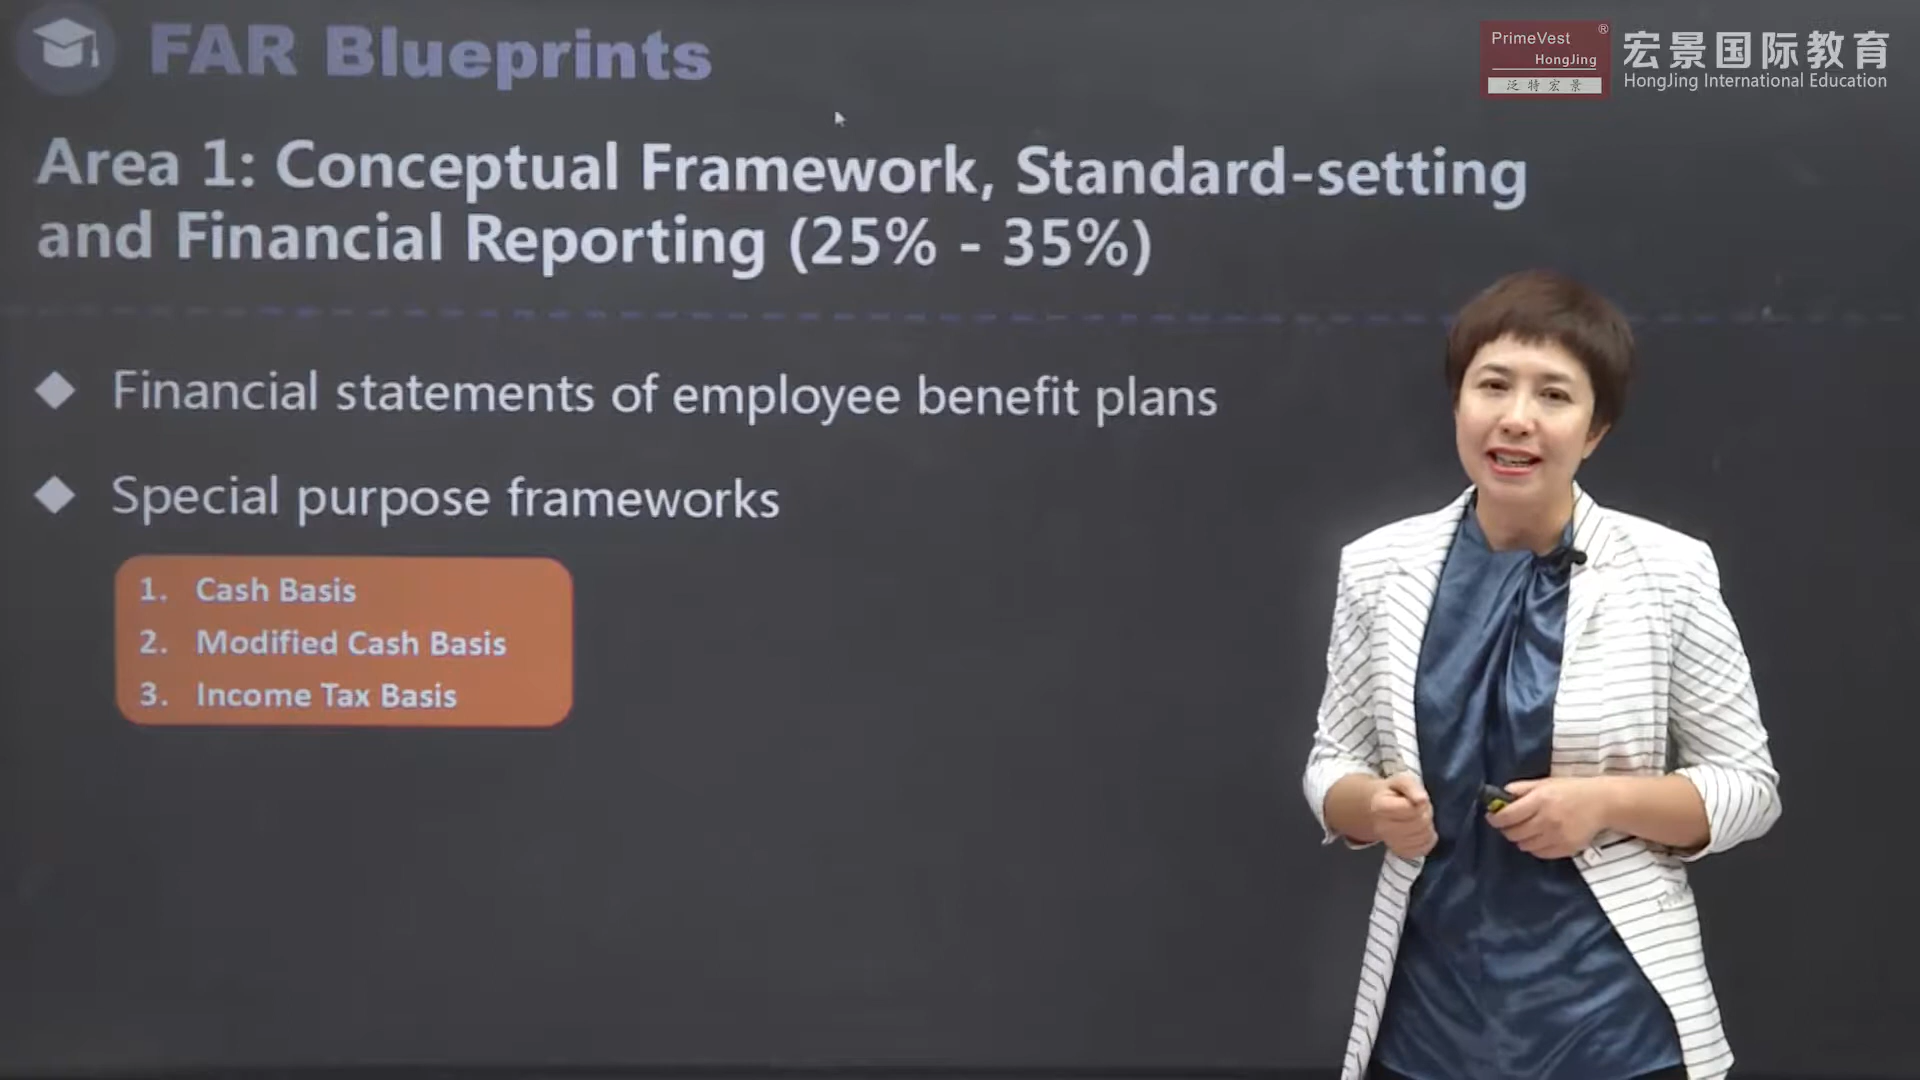 FAR Blueprints
PrimeVest ®
HongJing
泛特宏景
宏景国际教育
HongJing International Education
Area 1: Conceptual Framework, Standard-setting
and Financial Reporting (25% - 35%)
Financial statements of employee benefit plans
Special purpose frameworks
1. Cash Basis
2. Modified Cash Basis
3. Income Tax Basis